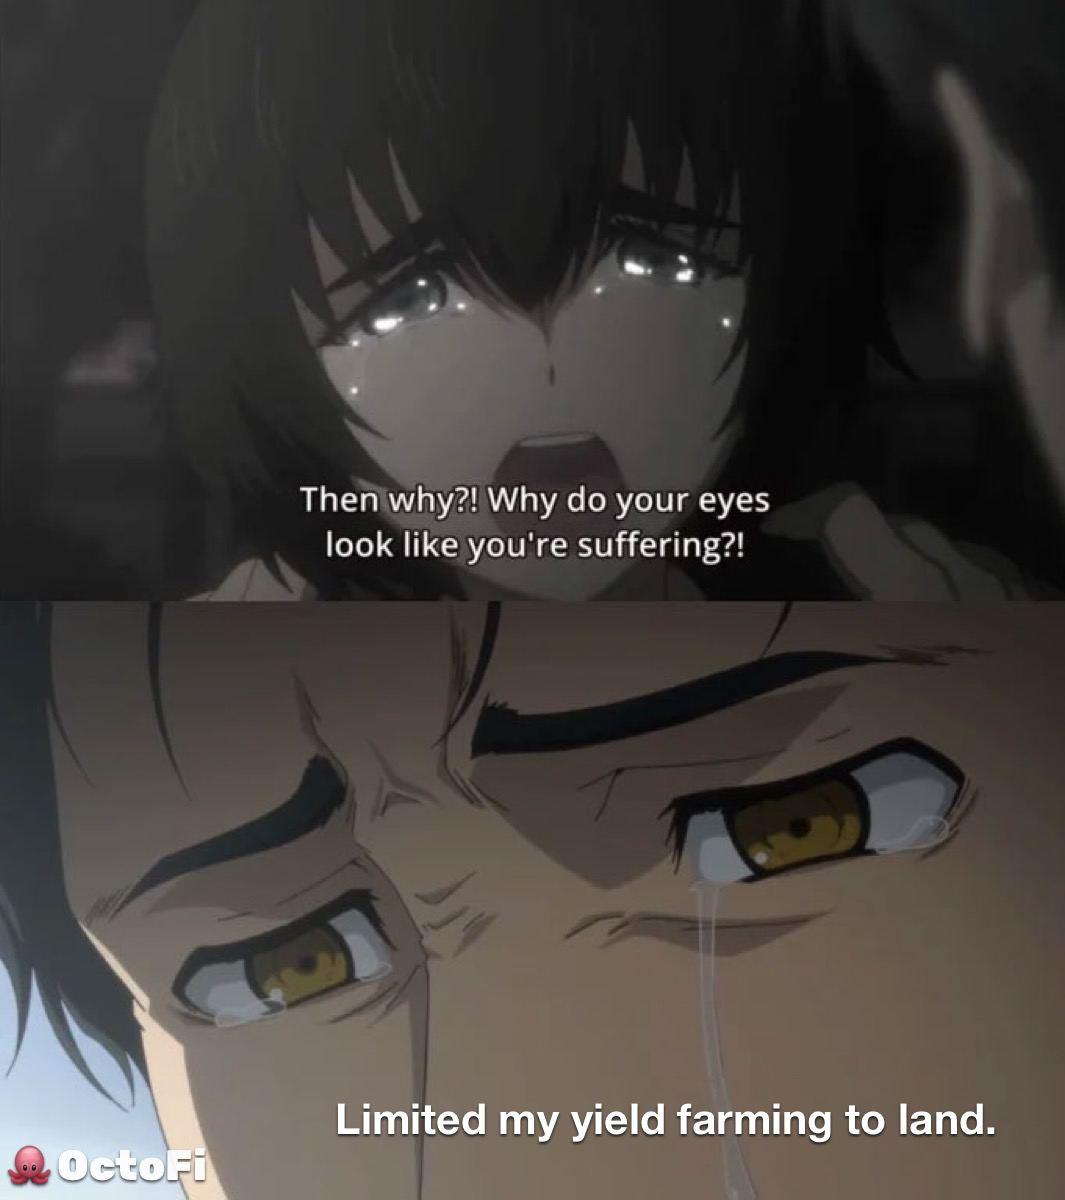 Then why?! Why do your eyes
look like you're suffering?!
Limited my yield farming to land.
OctoFi